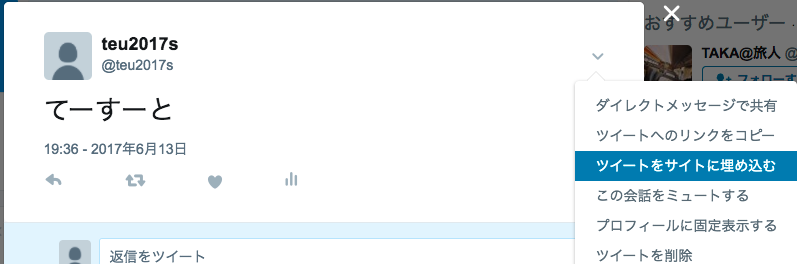 teu2017s
@teu2017s
てーすーと
19:36 - 2017年6月13日
返信をツイート
おすすめユーザー ·
TAKA@旅人 @
フォローす
ダイレクトメッセージで共有
ツイートへのリンクをコピー
ツイートをサイトに埋め込む
この会話をミュートする
プロフィールに固定表示する
ツイートを削除